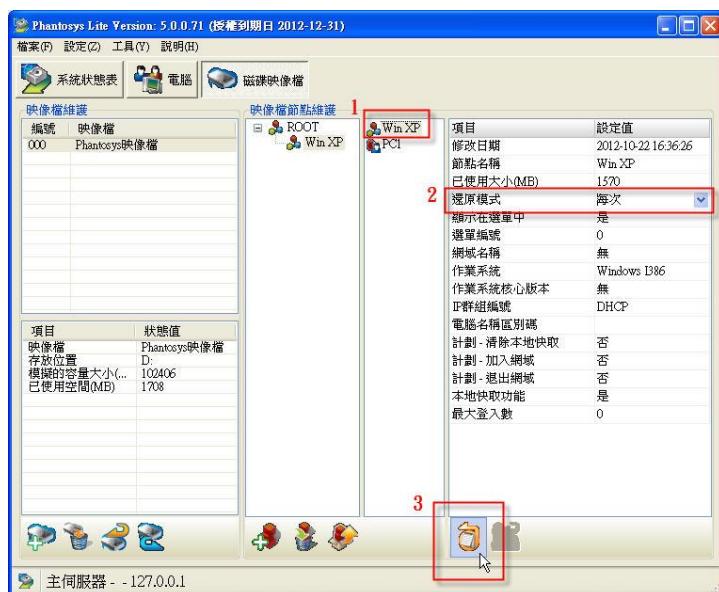 Phantosys Lite Version: 5.0.0.71 (授權到期日 2012-12-31)
檔案(F) 設定(Z) 工具(Y) 說明(H)
系統狀態表 電腦 磁碟映像檔
映像檔維護
編號 映像檔
000 Phantosys映像檔
項目 狀態值
映像檔 Phantosys映像檔
存放位置 D:
模擬的容量大小(... 102406
已使用空間(MB) 1708
映像檔節點維護
ROOT
Win XP
1
Win XP
PC1
項目 設定值
修改日期 2012-10-22 16:36:26
節點名稱 Win XP
已使用大小(MB) 1570
2
還原模式 每次
顯示在選單中 是
選單編號 0
網域名稱 無
作業系統 Windows I386
作業系統核心版本 無
IP群組編號 DHCP
電腦名稱區別碼
計劃 - 清除本地快取 否
計劃 - 加入網域 否
計劃 - 退出網域 否
本地快取功能 是
最大登入數 0
3
主伺服器 - - 127.0.0.1